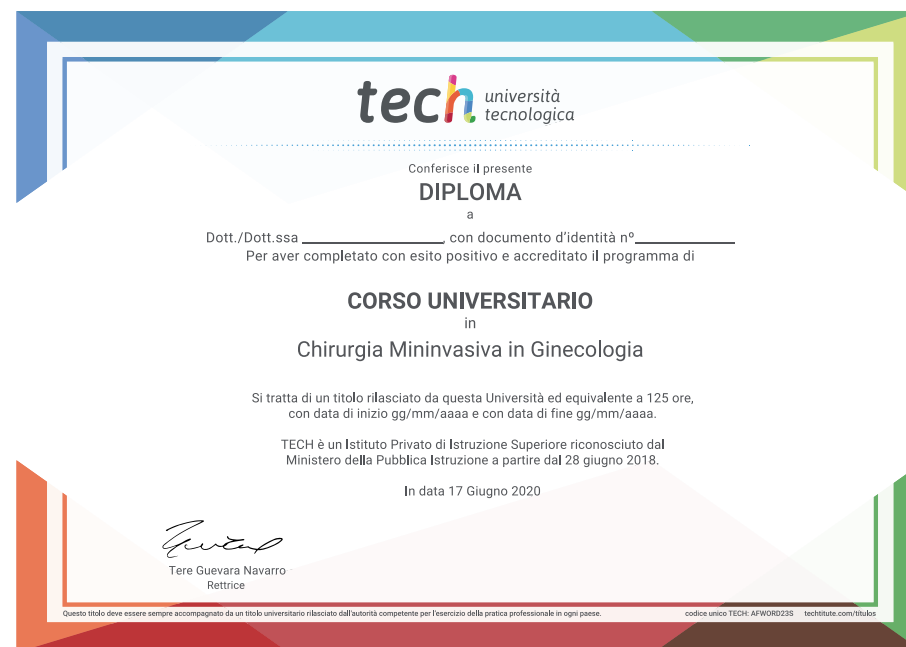 tech università
tecnologica
Conferisce il presente
DIPLOMA
a
Dott./Dott.ssa ____________________, con documento d'identità nº______________
Per aver completato con esito positivo e accreditato il programma di
CORSO UNIVERSITARIO
in
Chirurgia Mininvasiva in Ginecologia
Si tratta di un titolo rilasciato da questa Università ed equivalente a 125 ore,
con data di inizio gg/mm/aaaa e con data di fine gg/mm/aaaa.
TECH è un Istituto Privato di Istruzione Superiore riconosciuto dal
Ministero della Pubblica Istruzione a partire dal 28 giugno 2018.
In data 17 Giugno 2020
Tere Guevara Navarro
Rettrice
Questo titolo deve essere sempre accompagnato da un titolo universitario rilasciato dall'autorità competente per l'esercizio della pratica professionale in ogni paese. codice unico TECH: AFWORD23S techtitute.com/titulos